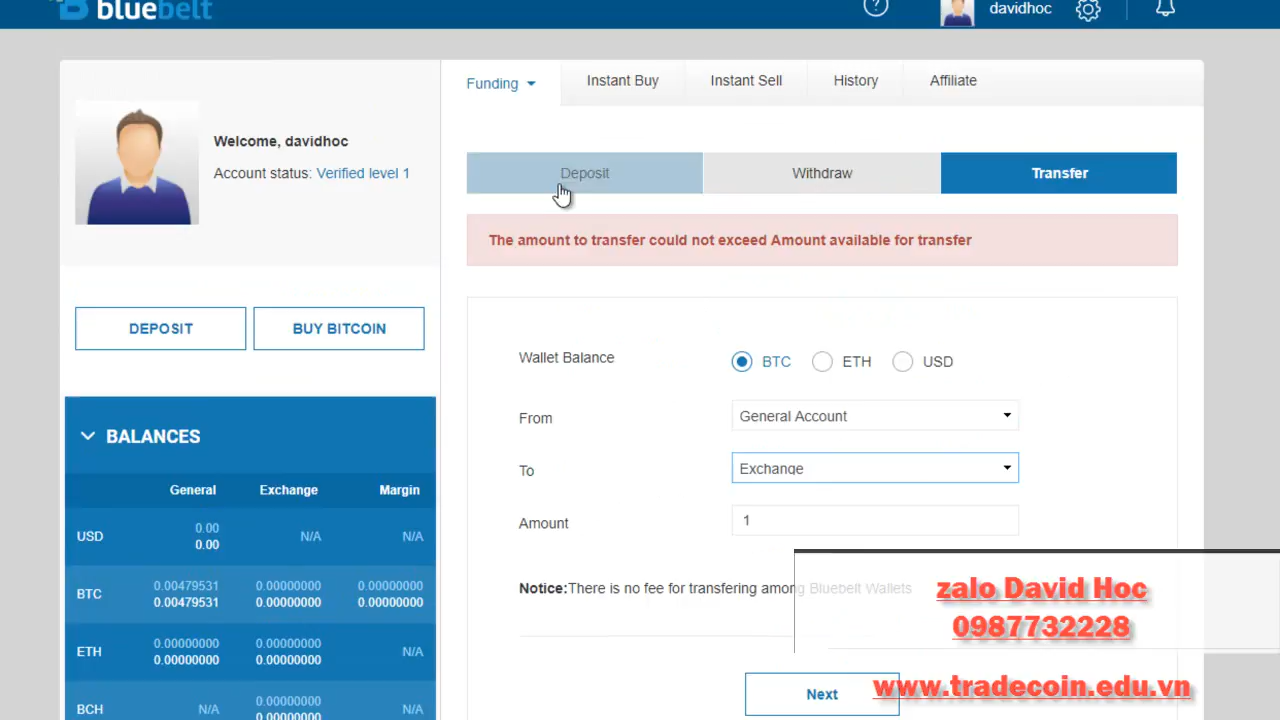 bluebelt
davidhoc
Funding
Instant Buy
Instant Sell
History
Affiliate
Welcome, davidhoc
Account status: Verified level 1
Deposit
Withdraw
Transfer
The amount to transfer could not exceed Amount available for transfer
DEPOSIT
BUY BITCOIN
Wallet Balance
BTC
ETH
USD
From
General Account
To
Exchange
Amount
1
Notice:There is no fee for transfering among Bluebelt Wallets
Next
BALANCES
General Exchange Margin
USD 0.00 N/A N/A
0.00
BTC 0.00479531 0.00000000 0.00000000
0.00479531 0.00000000 0.00000000
ETH 0.00000000 0.00000000 N/A
0.00000000 0.00000000
BCH N/A 0.00000000 N/A
0.00000000
zalo David Hoc
0987732228
www.tradecoin.edu.vn